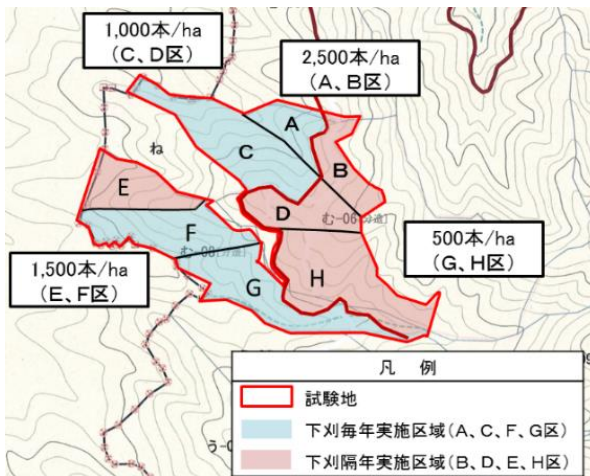 1,000本/ha
(C、D区)
2,500本/ha
(A、B区)
A
B
C
ね
E
D
む-06
F
H
500本/ha
(G、H区)
1,500本/ha
(E、F区)
G
凡 例
試験地
下刈毎年実施区域(A、C、F、G区)
下刈隔年実施区域(B、D、E、H区)